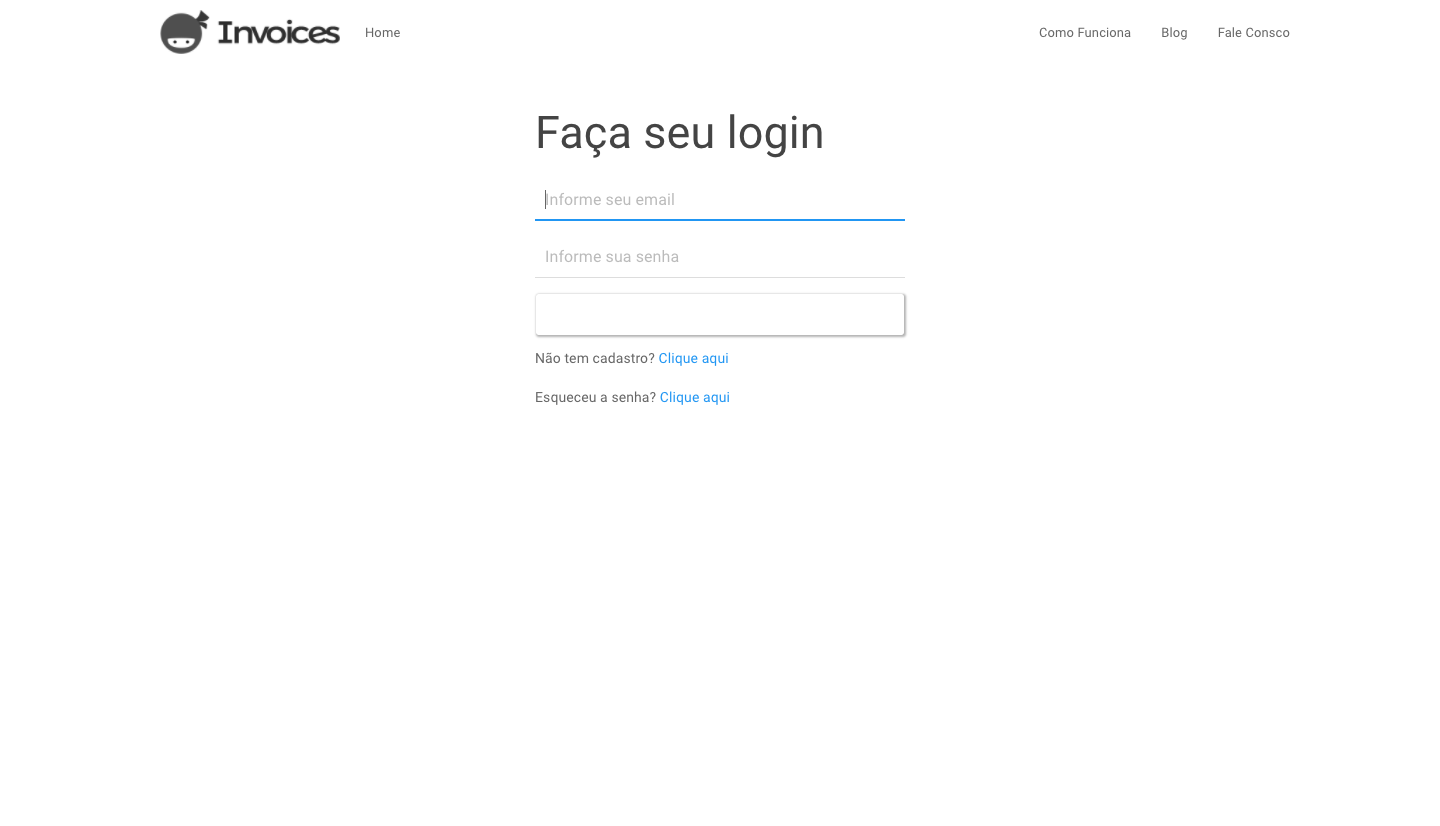 Invoices
Home
Como Funciona
Blog
Fale Consco
Faça seu login
Informe seu email
Informe sua senha
Não tem cadastro? Clique aqui
Esqueceu a senha? Clique aqui